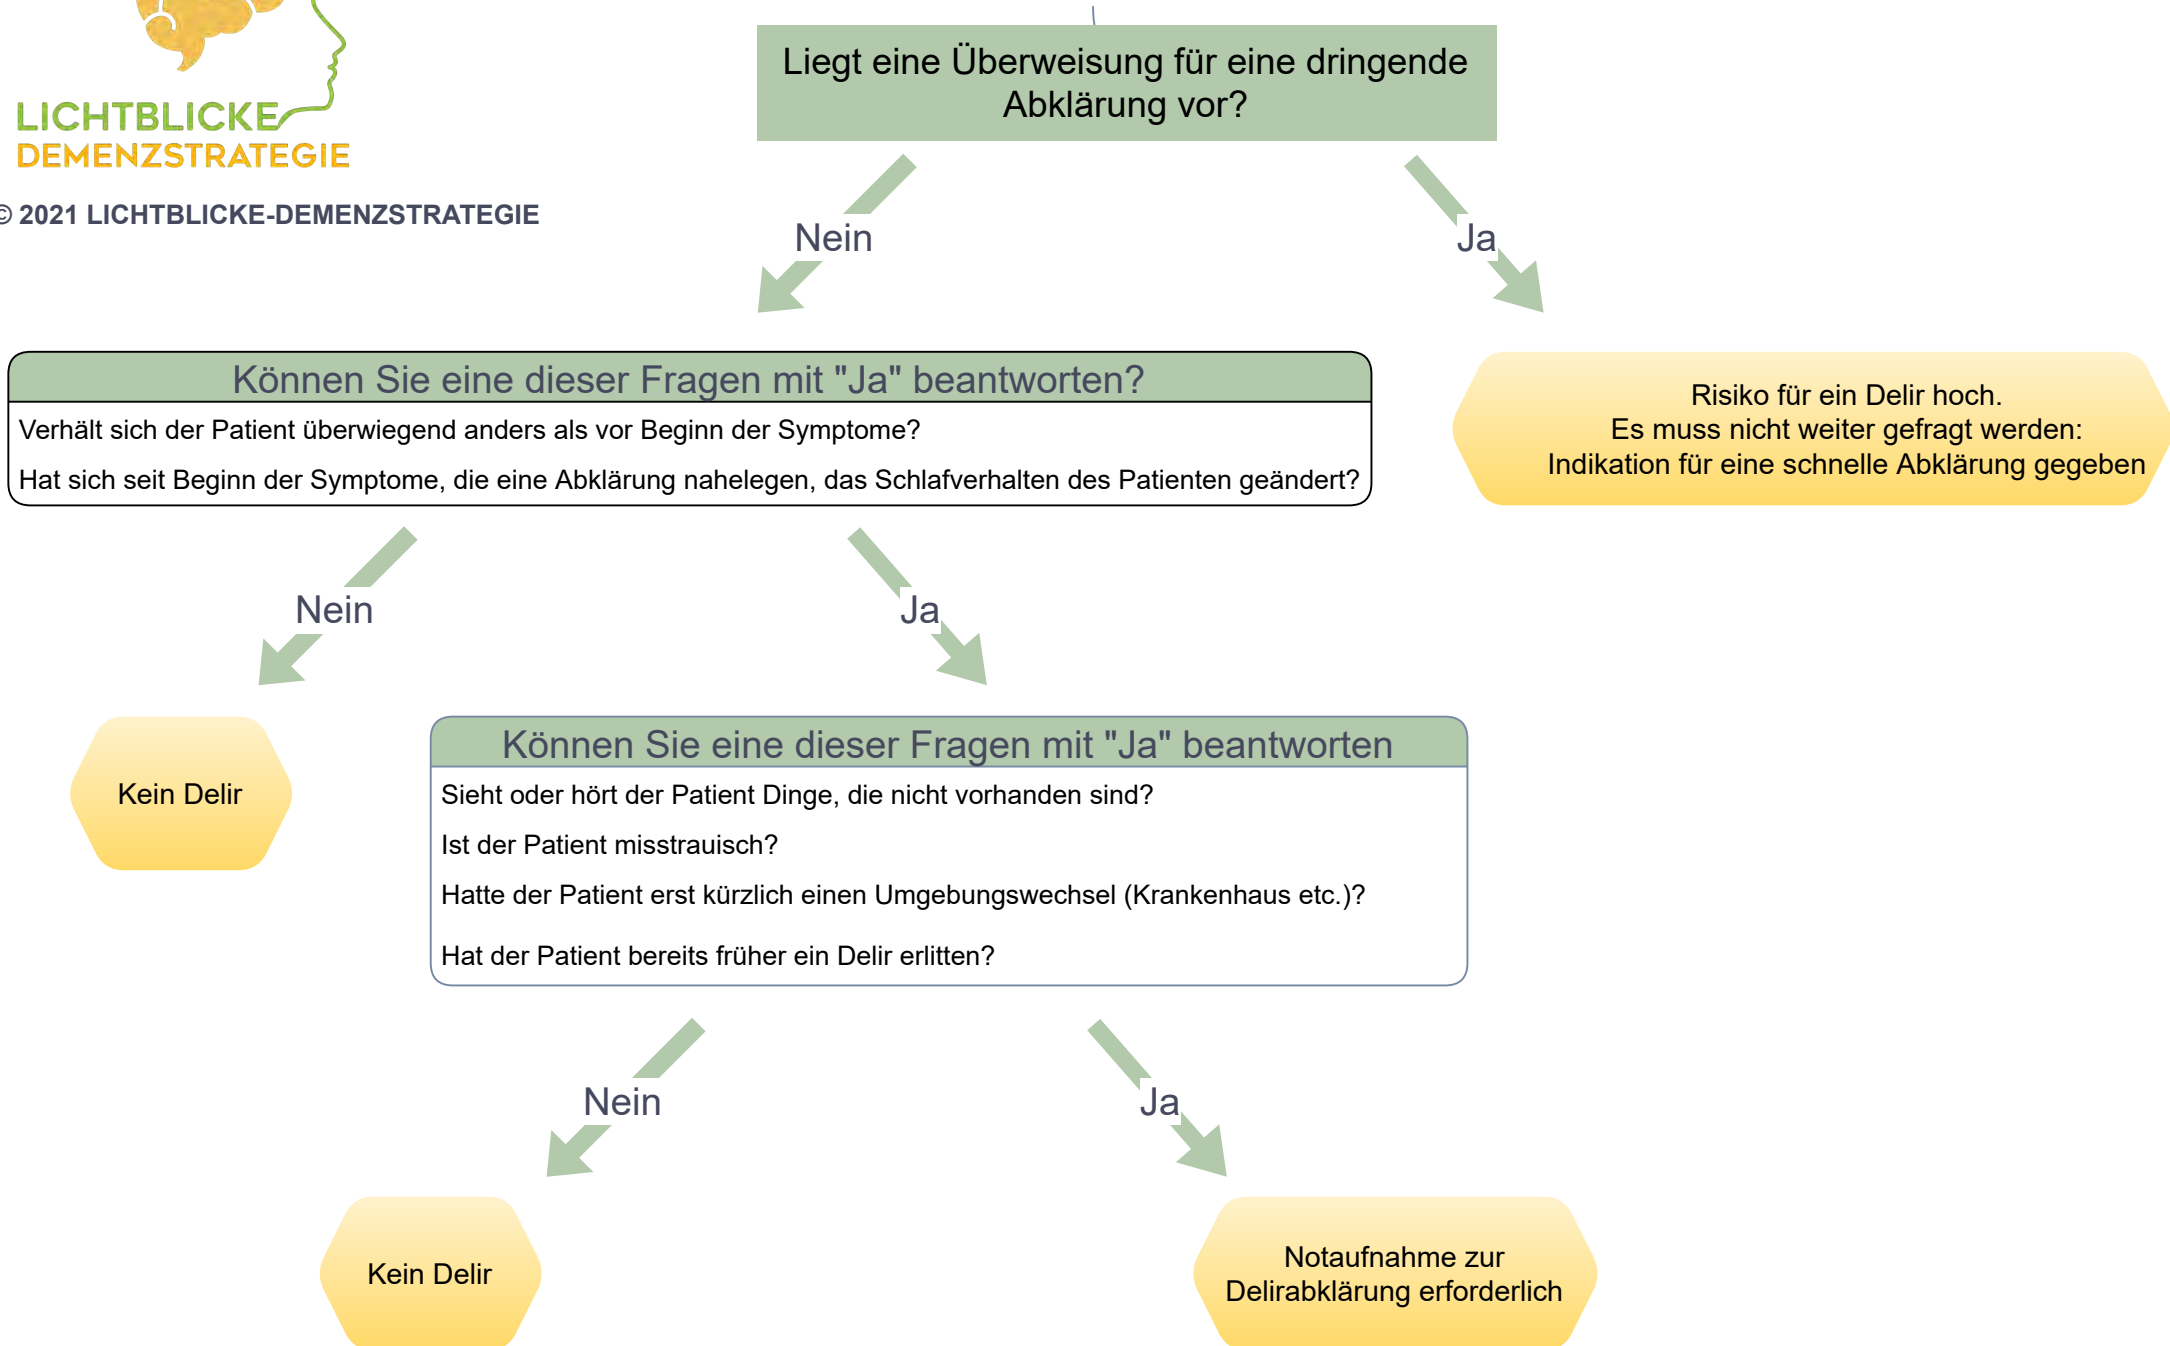 Liegt eine Überweisung für eine dringende
Abklärung vor?
LICHTBLICKE
DEMENZSTRATEGIE
© 2021 LICHTBLICKE-DEMENZSTRATEGIE
Nein
Ja
Können Sie eine dieser Fragen mit "Ja" beantworten?
Verhält sich der Patient überwiegend anders als vor Beginn der Symptome?
Hat sich seit Beginn der Symptome, die eine Abklärung nahelegen, das Schlafverhalten des Patienten geändert?
Risiko für ein Delir hoch.
Es muss nicht weiter gefragt werden:
Indikation für eine schnelle Abklärung gegeben
Nein
Ja
Kein Delir
Können Sie eine dieser Fragen mit "Ja" beantworten
Sieht oder hört der Patient Dinge, die nicht vorhanden sind?
Ist der Patient misstrauisch?
Hatte der Patient erst kürzlich einen Umgebungswechsel (Krankenhaus etc.)?
Hat der Patient bereits früher ein Delir erlitten?
Nein
Ja
Kein Delir
Notaufnahme zur
Delirabklärung erforderlich